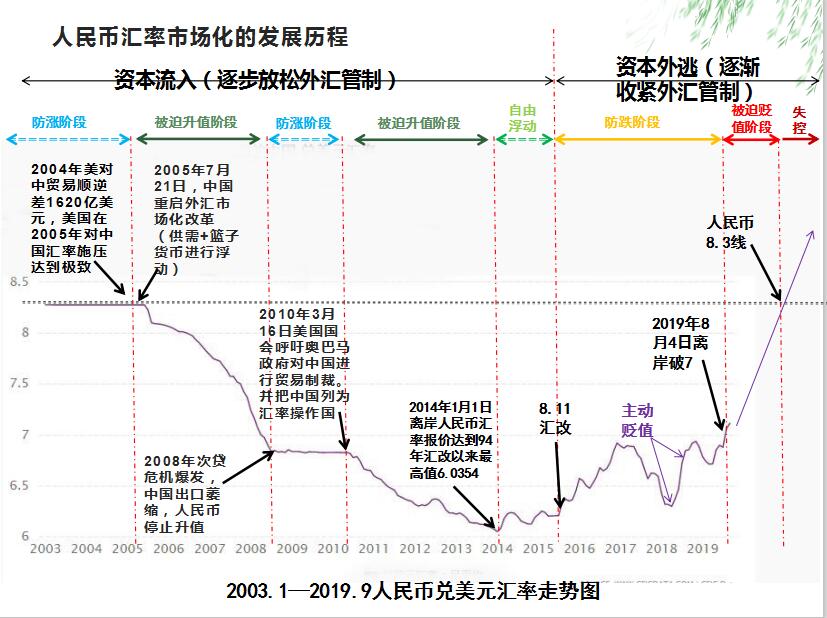 人民币汇率市场化的发展历程
资本流入（逐步放松外汇管制）
资本外逃（逐渐
收紧外汇管制）
防涨阶段
被迫升值阶段
防涨阶段
被迫升值阶段
自由
浮动
防跌阶段
被迫贬
值阶段
失
控
2004年美对
中贸易顺逆
差1620亿美
元，美国在
2005年对中
国汇率施压
达到极致
2005年7月
21日，中国
重启外汇市
场化改革
（供需+篮子
货币进行浮
动）
人民币
8.3线
2010年3月
16日美国国
会呼吁奥巴马
政府对中国进
行贸易制裁。
并把中国列为
汇率操作国
2019年8
月4日离
岸破7
2014年1月1日
离岸人民币汇
率报价达到94
年汇改以来最
高值6.0354
8.11
汇改
主动
贬值
2008年次贷
危机爆发，
中国出口萎
缩，人民币
停止升值
8.5
8
7.5
7
6.5
6
2003 2004 2005 2006 2007 2008 2009 2010 2011 2012 2013 2014 2015 2016 2017 2018 2019
2003.1—2019.9人民币兑美元汇率走势图